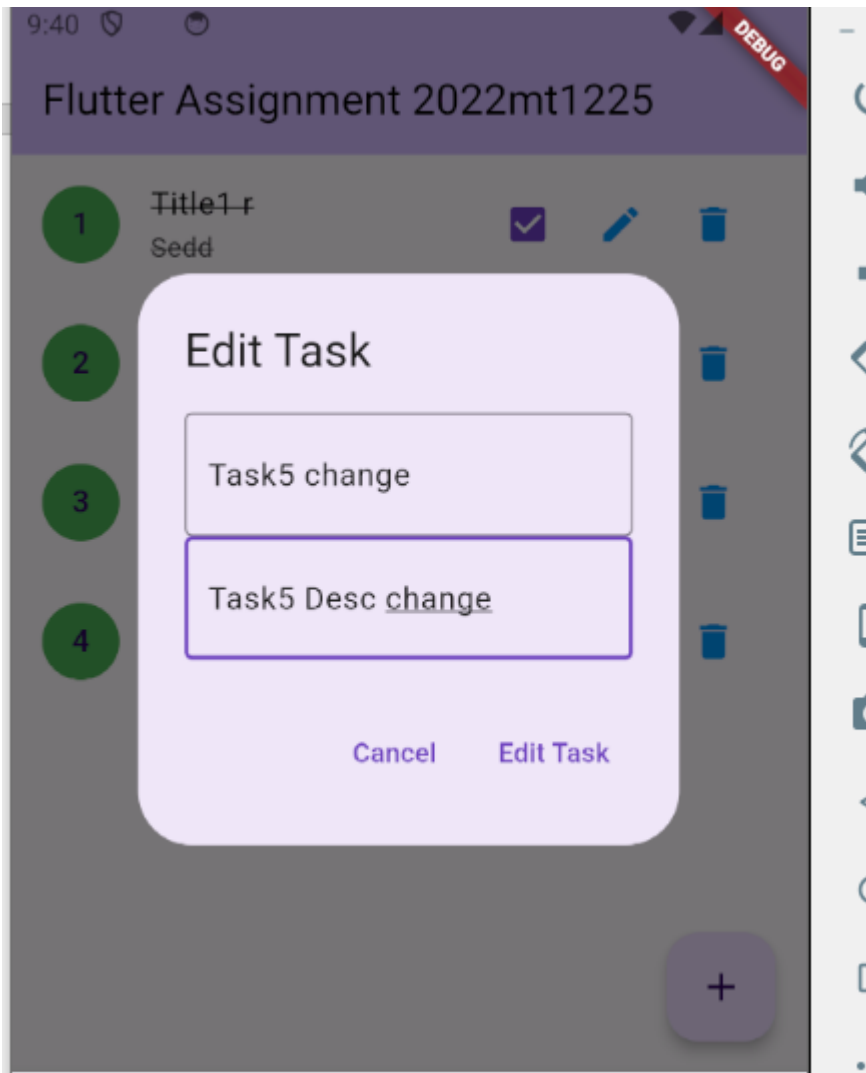 9:40
DEBUG
Flutter Assignment 2022mt1225
1
Title1 r
Sedd
2
Edit Task
Task5 change
3
Task5 Desc change
4
Cancel Edit Task
+